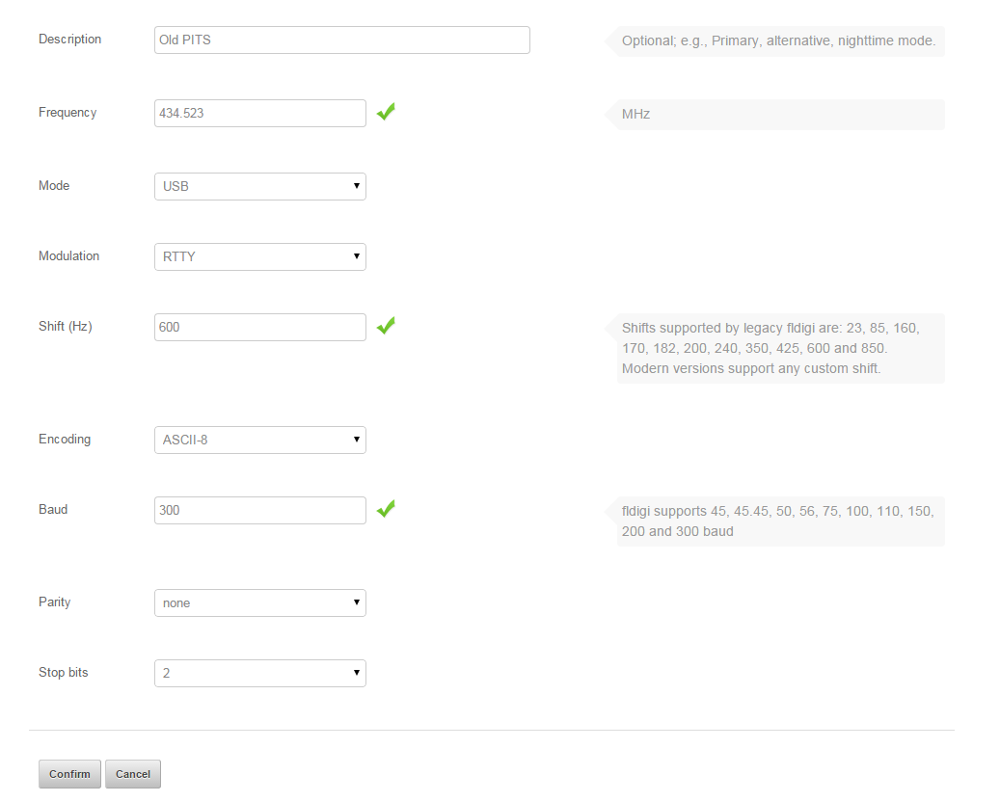 Description
Old PITS
Optional; e.g., Primary, alternative, nighttime mode.
Frequency
434.523
MHz
Mode
USB
Modulation
RTTY
Shift (Hz)
600
Shifts supported by legacy fldigi are: 23, 85, 160,
170, 182, 200, 240, 350, 425, 600 and 850.
Modern versions support any custom shift.
Encoding
ASCII-8
Baud
300
fldigi supports 45, 45.45, 50, 56, 75, 100, 110, 150,
200 and 300 baud
Parity
none
Stop bits
2
Confirm
Cancel